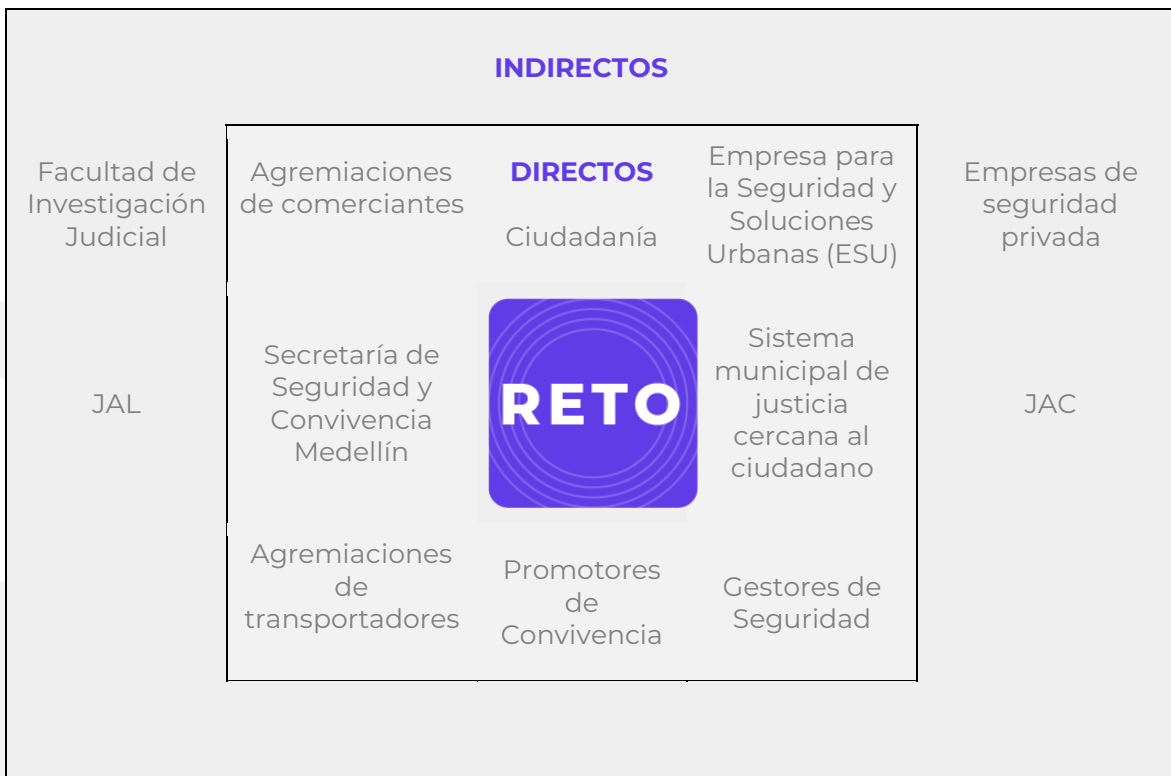 INDIRECTOS
Facultad de
Investigación
Judicial
Agremiaciones
de comerciantes
DIRECTOS
Ciudadanía
Empresa para
la Seguridad y
Soluciones
Urbanas (ESU)
Empresas de
seguridad
privada
JAL
Secretaría de
Seguridad y
Convivencia
Medellín
RETO
Sistema
municipal de
justicia
cercana al
ciudadano
JAC
Agremiaciones
de
transportadores
Promotores
de
Convivencia
Gestores de
Seguridad